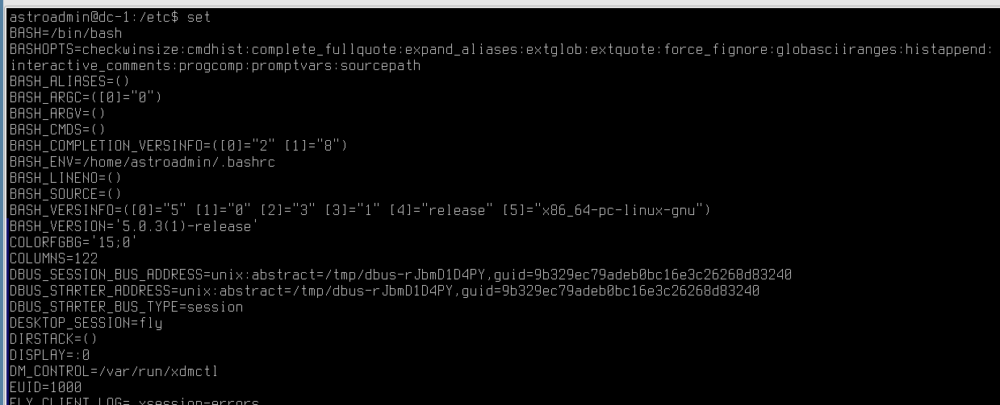 astroadmin@dc-1:/etc$ set
BASH=/bin/bash
BASHOPTS=checkwinsize:cmdhist:complete_fullquote:expand_aliases:extglob:extquote:force_fignore:globasciiranges:histappend:
interactive_comments:progcomp:promptvars:sourcepath
BASH_ALIASES=()
BASH_ARGC=([0]="0")
BASH_ARGV=()
BASH_CMDS=()
BASH_COMPLETION_VERSINFO=([0]="2" [1]="8")
BASH_ENV=/home/astroadmin/.bashrc
BASH_LINENO=()
BASH_SOURCE=()
BASH_VERSINFO=([0]="5" [1]="0" [2]="3" [3]="1" [4]="release" [5]="x86_64-pc-linux-gnu")
BASH_VERSION='5.0.3(1)-release'
COLORFGBG='15;0'
COLUMNS=122
DBUS_SESSION_BUS_ADDRESS=unix:abstract=/tmp/dbus-rJbmD1D4PY,guid=9b329ec79adeb0bc16e3c26268d83240
DBUS_STARTER_ADDRESS=unix:abstract=/tmp/dbus-rJbmD1D4PY,guid=9b329ec79adeb0bc16e3c26268d83240
DBUS_STARTER_BUS_TYPE=session
DESKTOP_SESSION=fly
DIRSTACK=()
DISPLAY=:0
DM_CONTROL=/var/run/xdmctl
EUID=1000
FLY_CLIENT_LOG=.xsession-errors